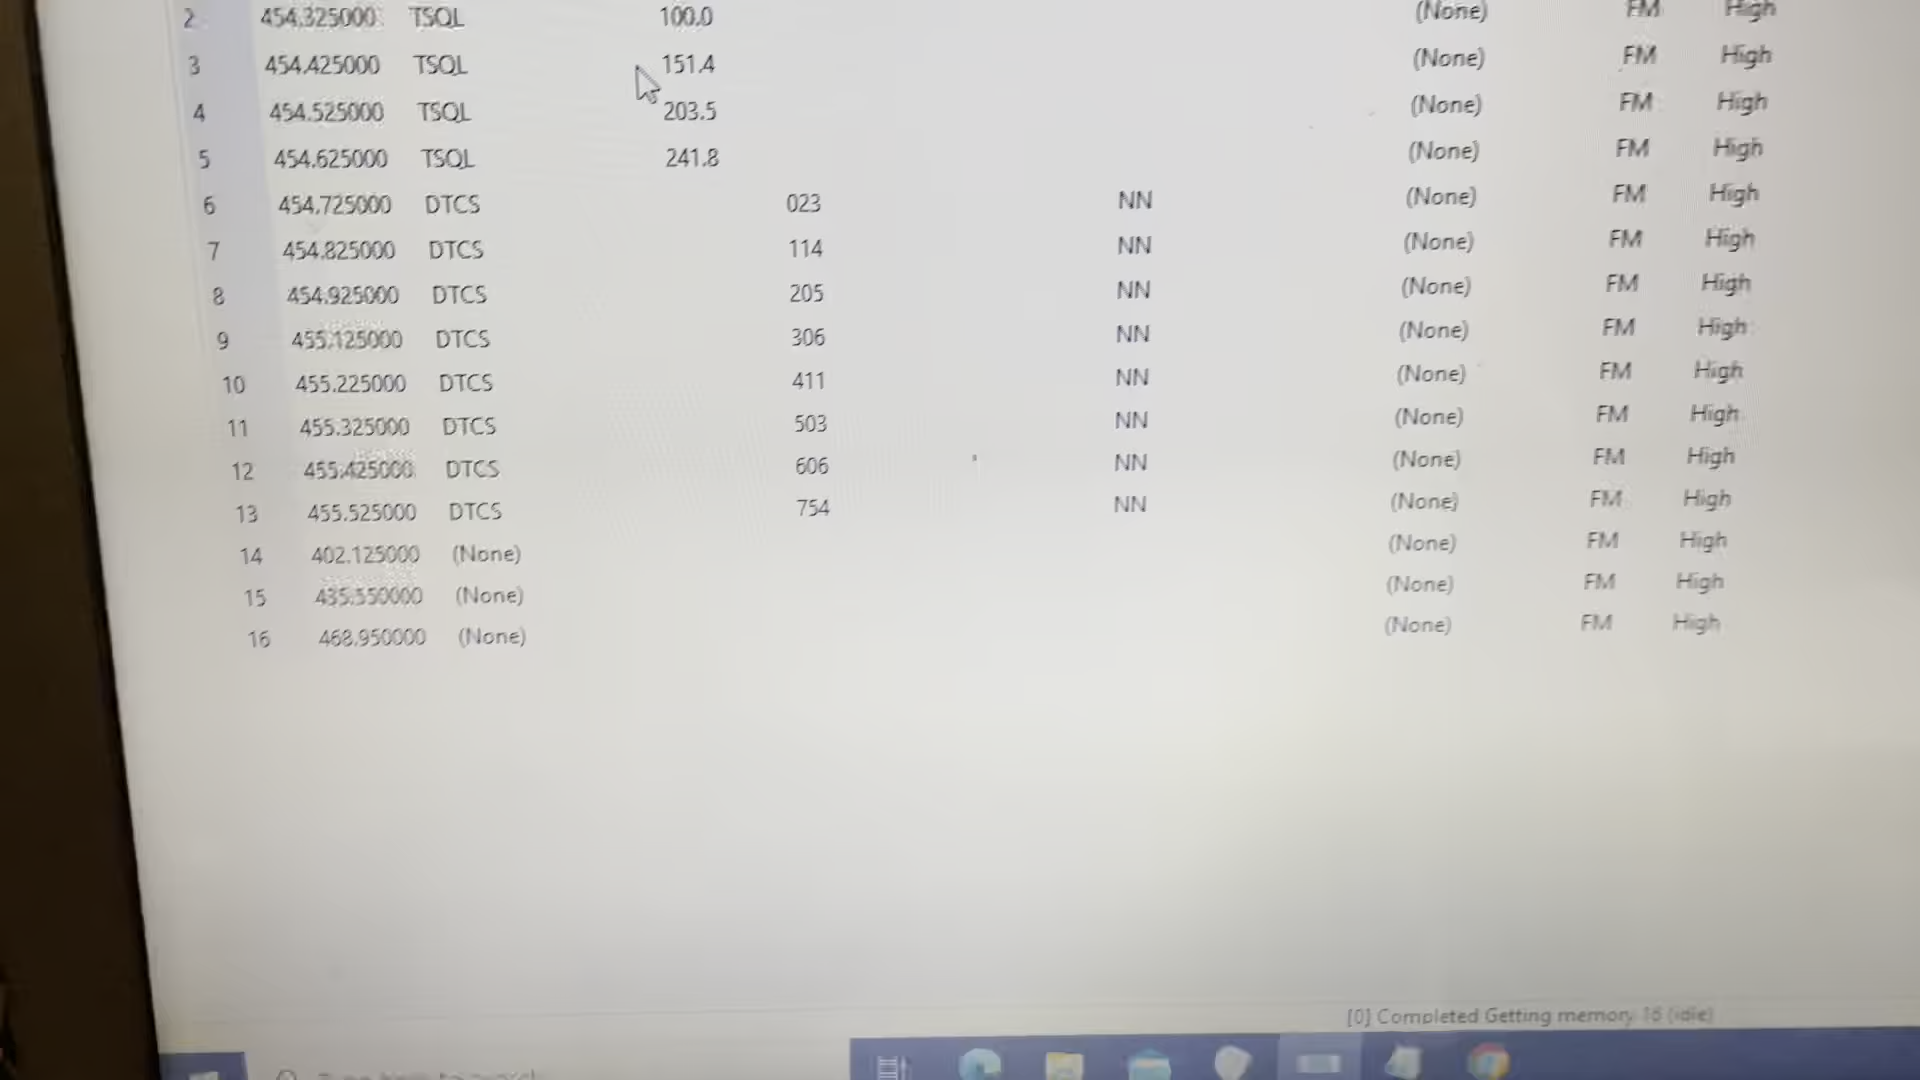 2 454.325000 TSQL 100.0 (None) FM High
3 454.425000 TSQL 151.4 (None) FM High
4 454.525000 TSQL 203.5 (None) FM High
5 454.625000 TSQL 241.8 (None) FM High
6 454.725000 DTCS 023 NN (None) FM High
7 454.825000 DTCS 114 NN (None) FM High
8 454.925000 DTCS 205 NN (None) FM High
9 455.125000 DTCS 306 NN (None) FM High
10 455.225000 DTCS 411 NN (None) FM High
11 455.325000 DTCS 503 NN (None) FM High
12 455.425000 DTCS 606 NN (None) FM High
13 455.525000 DTCS 754 NN (None) FM High
14 402.125000 (None) (None) FM High
15 435.550000 (None) (None) FM High
16 468.950000 (None) (None) FM High
[0] Completed Getting memory 16 (idle)